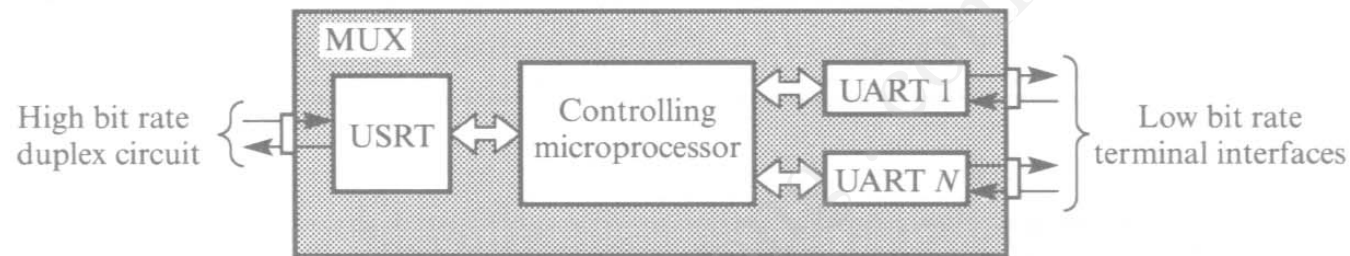 MUX
High bit rate
duplex circuit
USRT
Controlling
microprocessor
UART 1
UART N
Low bit rate
terminal interfaces